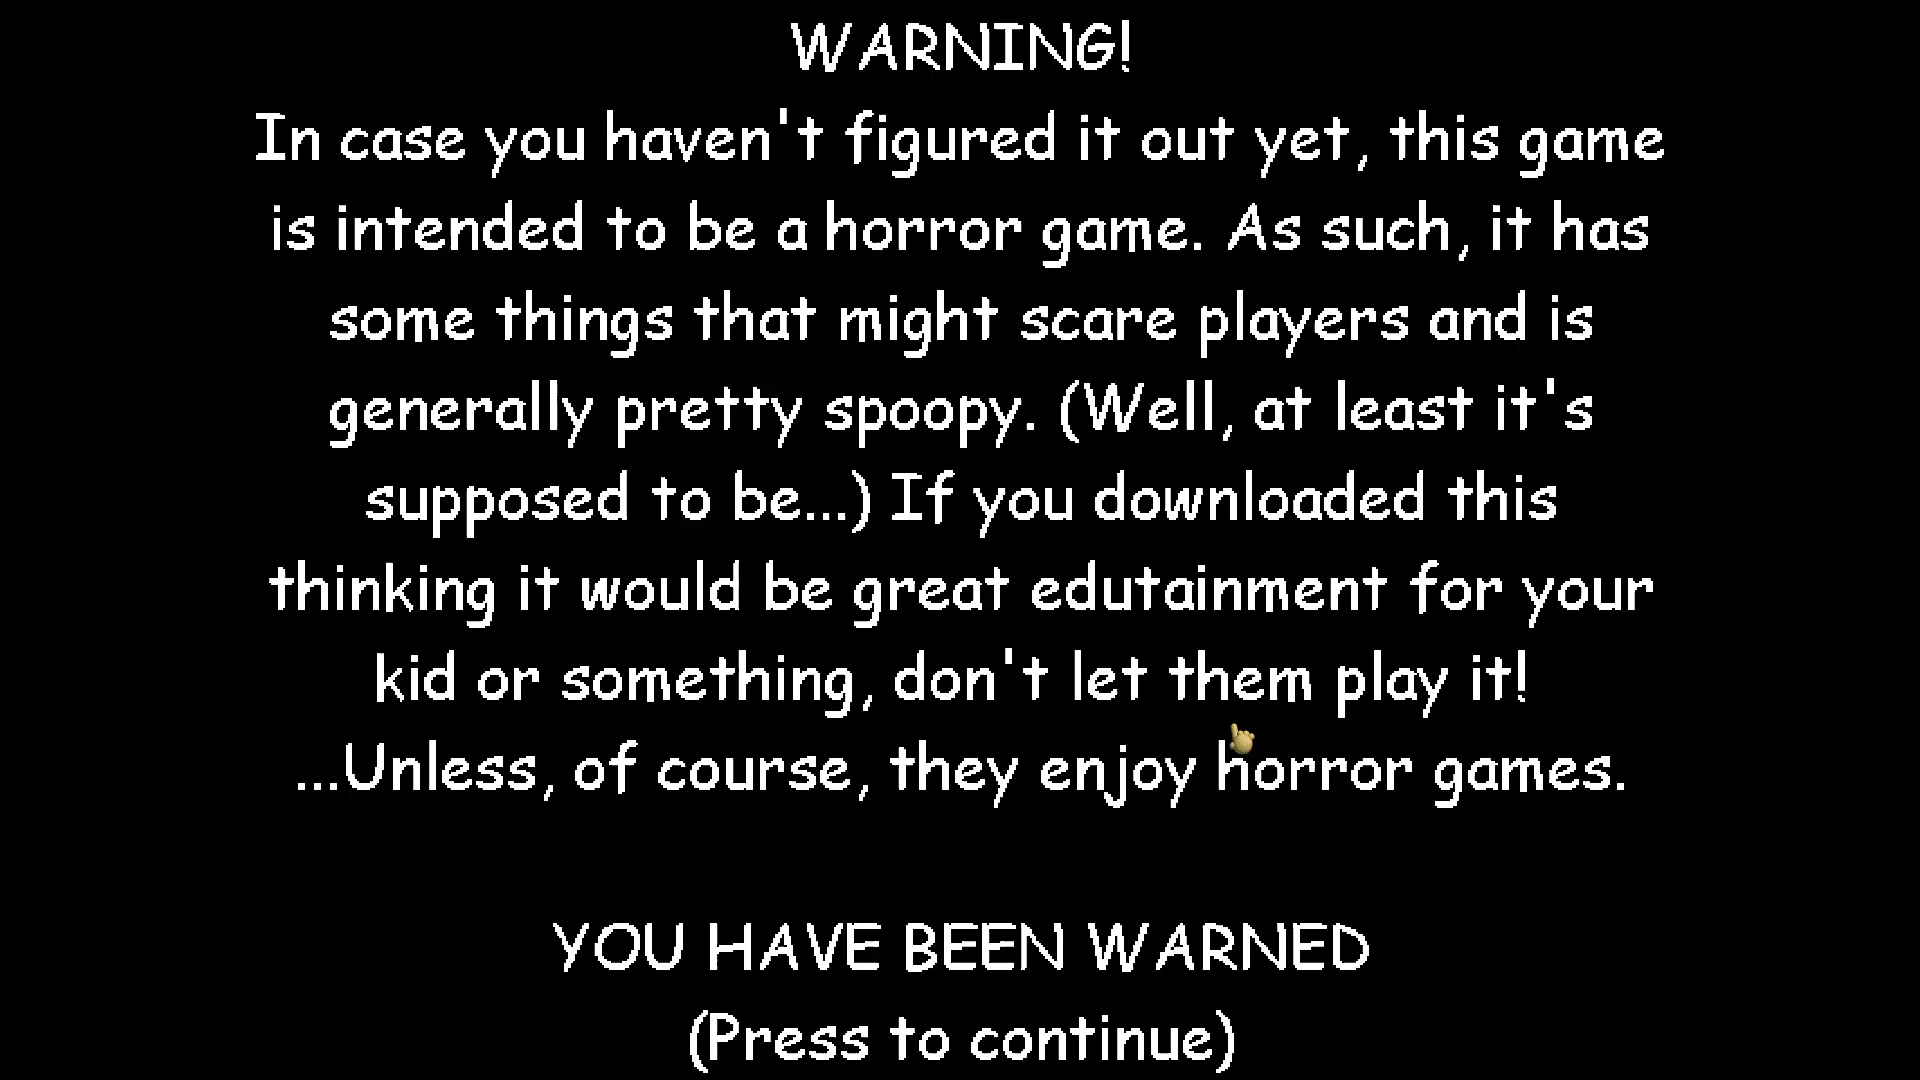 WARNING!
In case you haven't figured it out yet, this game
is intended to be a horror game. As such, it has
some things that might scare players and is
generally pretty spoopy. (Well, at least it's
supposed to be...) If you downloaded this
thinking it would be great edutainment for your
kid or something, don't let them play it!
...Unless, of course, they enjoy horror games.
YOU HAVE BEEN WARNED
(Press to continue)